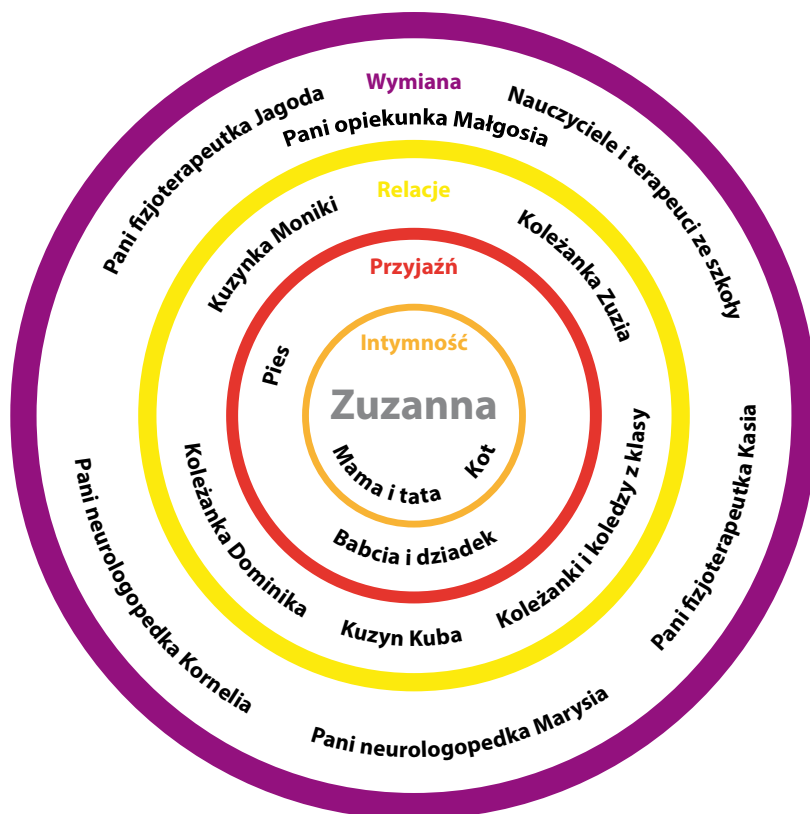 Wymiana
Pani fizjoterapeutka Jagoda
Pani opiekunka Małgosia
Nauczyciele i terapeuci ze szkoły
Relacje
Kuzynka Moniki
Koleżanka Zuzia
Przyjaźń
Pies
Intymność
Zuzanna
Mama i tata
Kot
Babcia i dziadek
Koleżanka Dominika
Kuzyn Kuba
Koleżanki i koledzy z klasy
Pani neurologopedka Kornelia
Pani neurologopedka Marysia
Pani fizjoterapeutka Kasia